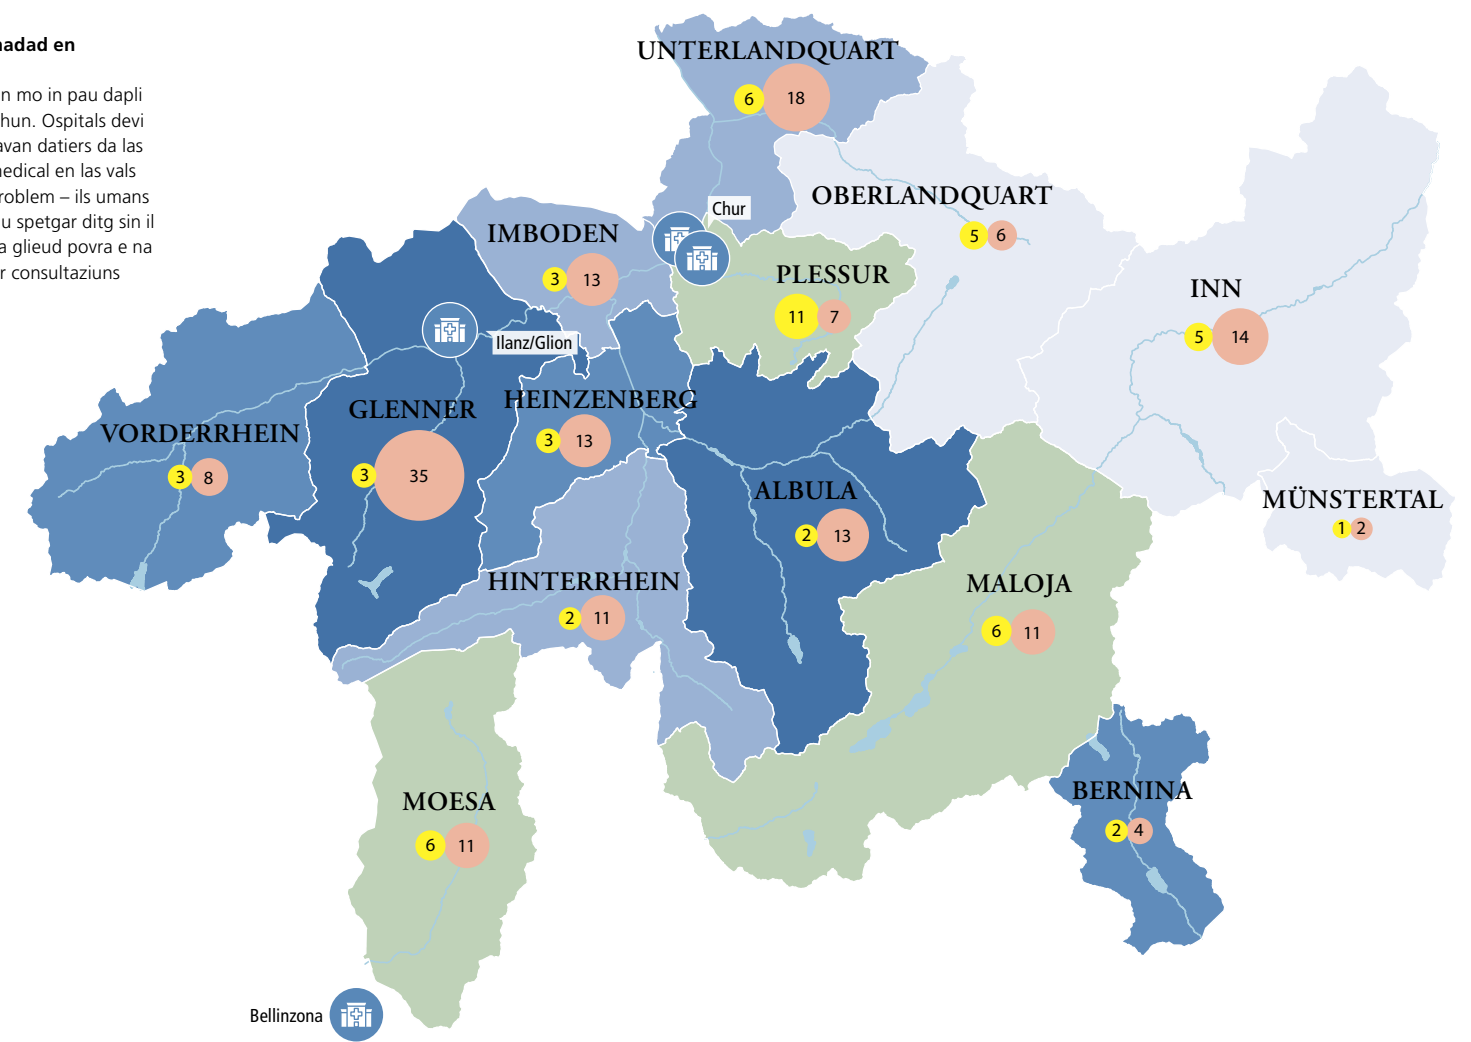 nadad en
n mo in pau dapli
hun. Ospitals devi
avan datiers da las
medical en las vals
roblem – ils umans
u spetgar ditg sin il
a glieud povra e na
r consultaziuns
UNTERLANDQUART
6 18
OBERLANDQUART
5 6
Chur
IMBODEN
3 13
PLESSUR
11 7
INN
5 14
Ilanz/Glion
GLENNER
3 35
HEINZENBERG
3 13
VORDERRHEIN
3 8
ALBULA
2 13
MÜNSTERTAL
1 2
HINTERRHEIN
2 11
MALOJA
6 11
MOESA
6 11
BERNINA
2 4
Bellinzona